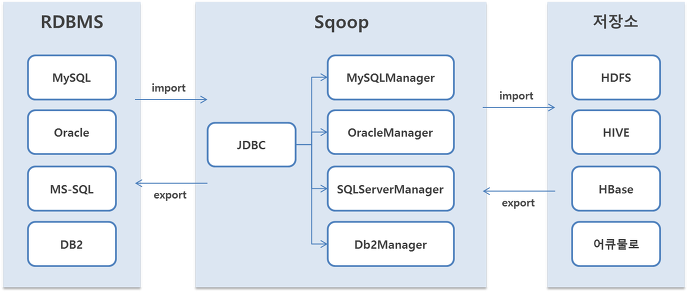 RDBMS
MySQL
Oracle
MS-SQL
DB2
import
export
Sqoop
JDBC
MySQLManager
OracleManager
SQLServerManager
Db2Manager
import
export
저장소
HDFS
HIVE
HBase
어큐물로